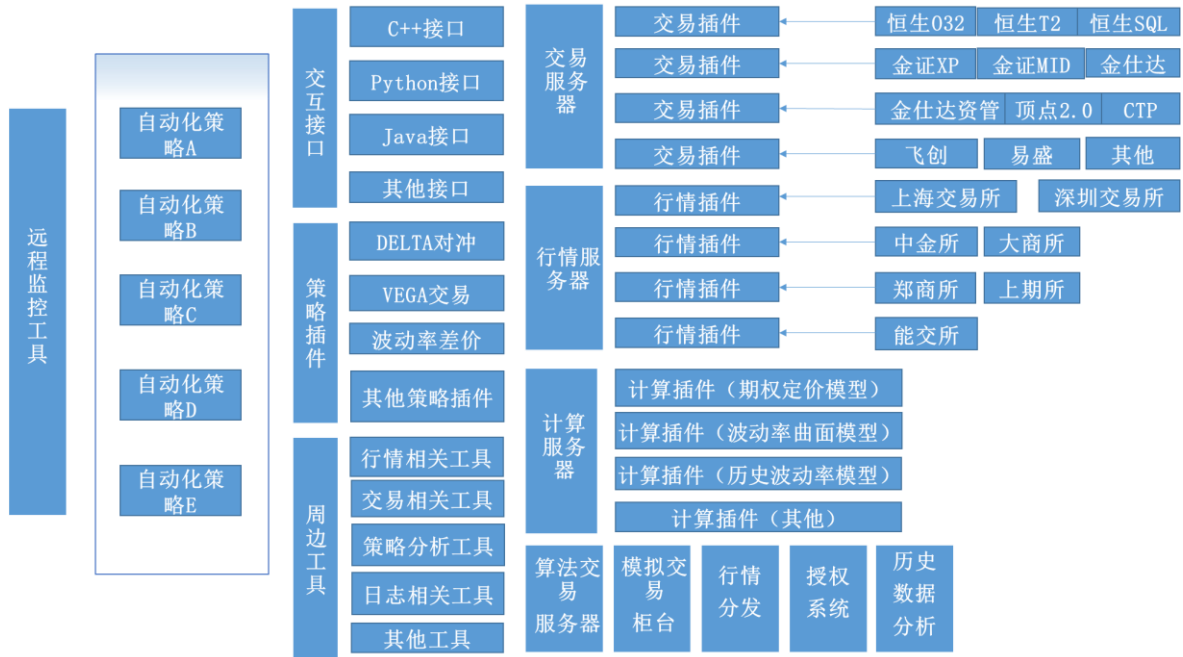 远程监控工具
自动化策
略A
自动化策
略B
自动化策
略C
自动化策
略D
自动化策
略E
交互接口
C++接口
Python接口
Java接口
其他接口
策略插件
DELTA对冲
VEGA交易
波动率差价
其他策略插件
周边工具
行情相关工具
交易相关工具
策略分析工具
日志相关工具
其他工具
交易
服务
器
交易插件
恒生032
恒生T2
恒生SQL
交易插件
金证XP
金证MID
金仕达
交易插件
金仕达资管
顶点2.0
CTP
交易插件
飞创
易盛
其他
行情服
务器
行情插件
上海交易所
深圳交易所
行情插件
中金所
大商所
行情插件
郑商所
上期所
行情插件
能交所
计算
服务
器
计算插件（期权定价模型）
计算插件（波动率曲面模型）
计算插件（历史波动率模型）
计算插件（其他）
算法交
易
服务器
模拟交
易
柜台
行情
分发
授权
系统
历史
数据
分析